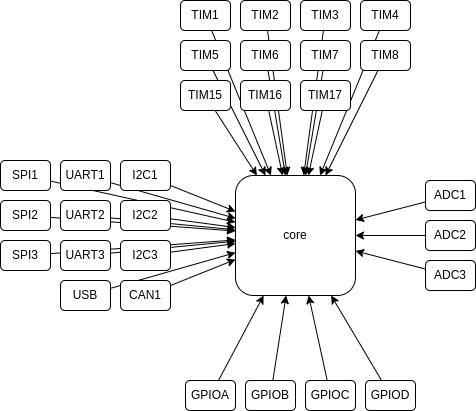 TIM1 TIM2 TIM3 TIM4
TIM5 TIM6 TIM7 TIM8
TIM15 TIM16 TIM17
SPI1 UART1 I2C1
SPI2 UART2 I2C2
SPI3 UART3 I2C3
USB CAN1
core
ADC1
ADC2
ADC3
GPIOA GPIOB GPIOC GPIOD